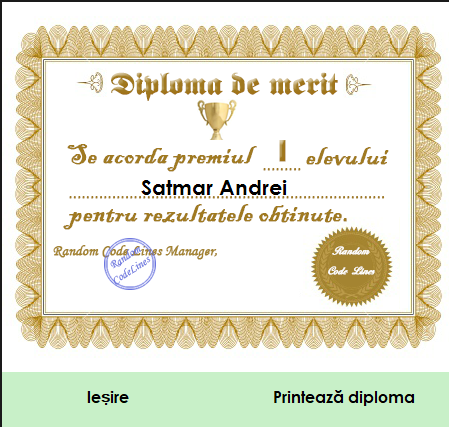 Diploma de merit
Se acorda premiul I elevului
Satmar Andrei
pentru rezultatele obtinute.
Random Code Lines Manager,
Random
CodeLines
Random
Code Lines
Ieșire
Printează diploma